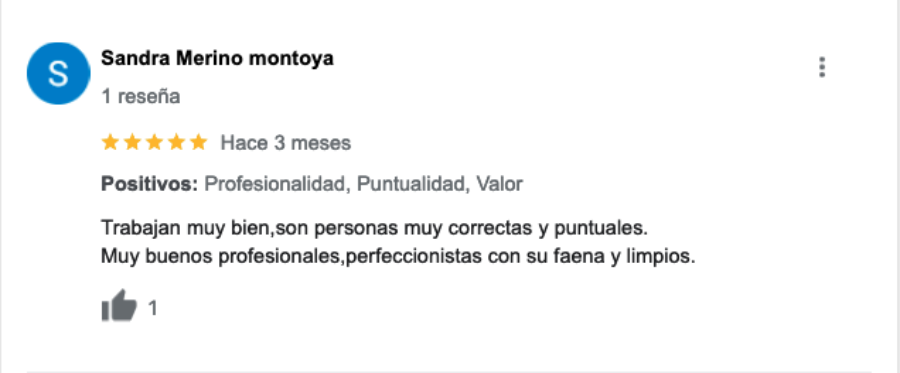 S
Sandra Merino montoya
1 reseña
Hace 3 meses
Positivos: Profesionalidad, Puntualidad, Valor
Trabajan muy bien,son personas muy correctas y puntuales.
Muy buenos profesionales,perfeccionistas con su faena y limpios.
1